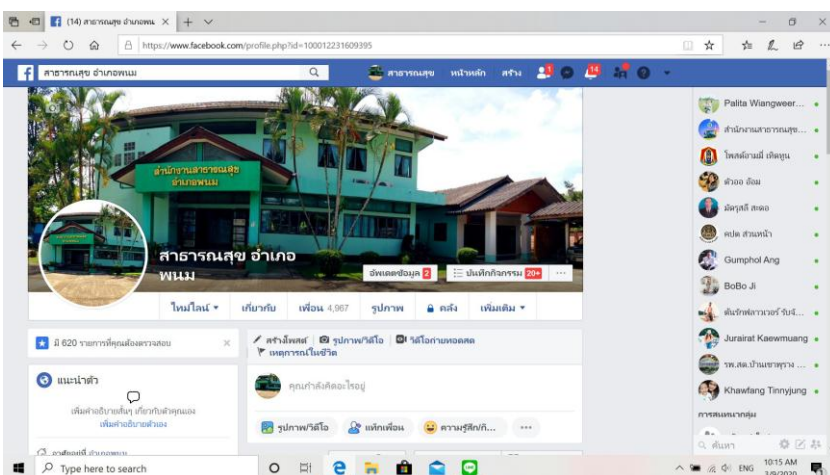 (14) สาธารณสุข อำเภอพนม
https://www.facebook.com/profile.php?id=100012231609395
สาธารณสุข อำเภอพนม
สาธารณสุข
หน้าหลัก
สร้าง
1
14
สำนักงานสาธารณสุข
อำเภอพนม
สาธารณสุข อำเภอ
พนม
อัพเดตข้อมูล 2
บันทึกกิจกรรม 20+
ไทม์ไลน์
เกี่ยวกับ
เพื่อน 4,967
รูปภาพ
คลัง
เพิ่มเติม
มี 620 รายการที่คุณต้องตรวจสอบ
สร้างโพสต์
รูปภาพ/วิดีโอ
วิดีโอถ่ายทอดสด
เหตุการณ์ในชีวิต
แนะนำตัว
เพิ่มคำอธิบายสั้นๆ เกี่ยวกับตัวคุณเอง
เพิ่มคำอธิบายตัวเอง
คุณกำลังคิดอะไรอยู่
รูปภาพ/วิดีโอ
แท็กเพื่อน
ความรู้สึก/กิ...
Palita Wiangweer...
สำนักงานสาธารณสุข...
Gumphol Ang
BoBo Ji
Jurairat Kaewmuang
Khawfang Tinnyjung
การสนทนากลุ่ม
ค้นหา
Type here to search
ENG
10:15 AM
3/9/2020